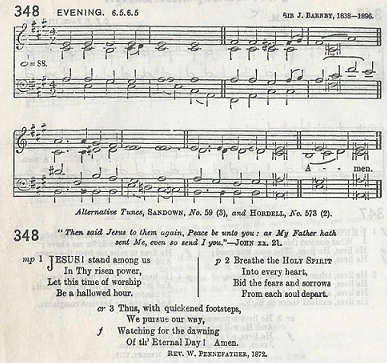 348 EVENING. 6.5.6.5 SIR J. BARNBY, 1838—1896.
= 88.
A - - men.
Alternative Tunes, SANDOWN, No. 59 (3), and HORDELL, No. 573 (2).
348 "Then said Jesus to them again, Peace be unto you: as My Father hath
sent Me, even so send I you."—JOHN xx. 21.
mp 1 JESUS! stand among us
In Thy risen power,
Let this time of worship
Be a hallowed hour.
p 2 Breathe the HOLY SPIRIT
Into every heart,
Bid the fears and sorrows
From each soul depart.
cr 3 Thus, with quickened footsteps,
We pursue our way,
f Watching for the dawning
Of th' Eternal Day! Amen.
REV. W. PENNEFATHER, 1872.